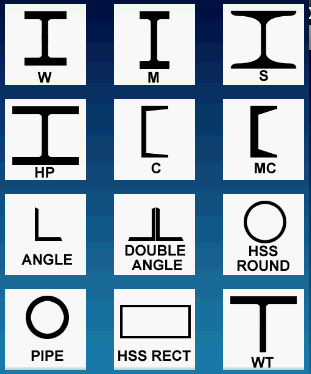 W
M
S
HP
C
MC
ANGLE
DOUBLE
ANGLE
HSS
ROUND
PIPE
HSS RECT
WT